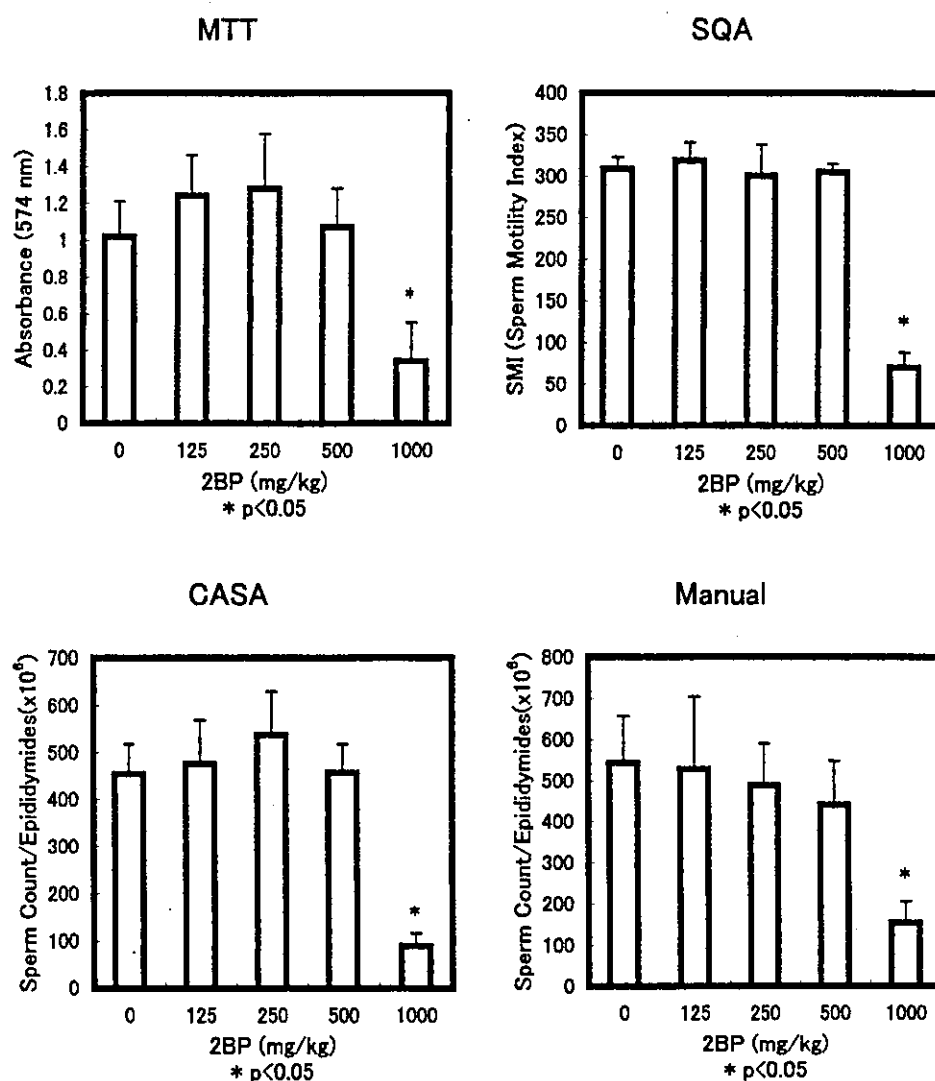 MTT
Absorbance (574 nm)
1.8
1.6
1.4
1.2
1
0.8
0.6
0.4
0.2
0
*
0 125 250 500 1000
2BP (mg/kg)
* p<0.05
SQA
SMI (Sperm Motility Index)
400
350
300
250
200
150
100
50
0
*
0 125 250 500 1000
2BP (mg/kg)
* p<0.05
CASA
Sperm Count/Epididymides(x10⁶)
700
600
500
400
300
200
100
0
*
0 125 250 500 1000
2BP (mg/kg)
* p<0.05
Manual
Sperm Count/Epididymides(x10⁶)
800
700
600
500
400
300
200
100
0
*
0 125 250 500 1000
2BP (mg/kg)
* p<0.05